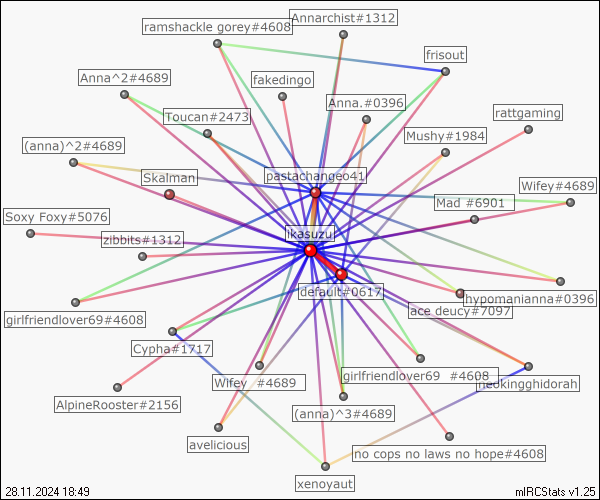 Annarchist#1312
ramshackle gorey#4608
frisout
Anna^2#4689
fakedingo
Anna.#0396
rattgaming
Toucan#2473
Mushy#1984
(anna)^2#4689
Skalman
pastachangeo41
Wifey#4689
Mad #6901
Soxy Foxy#5076
zibbits#1312
ikasuzu
default#0617
hypomanianna#0396
ace deucy#7097
girlfriendlover69#4608
Cypha#1717
girlfriendlover69 #4608
Wifey #4689
neokingghidorah
AlpineRooster#2156
(anna)^3#4689
avelicious
no cops no laws no hope#4608
xenoyaut
28.11.2024 18:49
mIRCStats v1.25